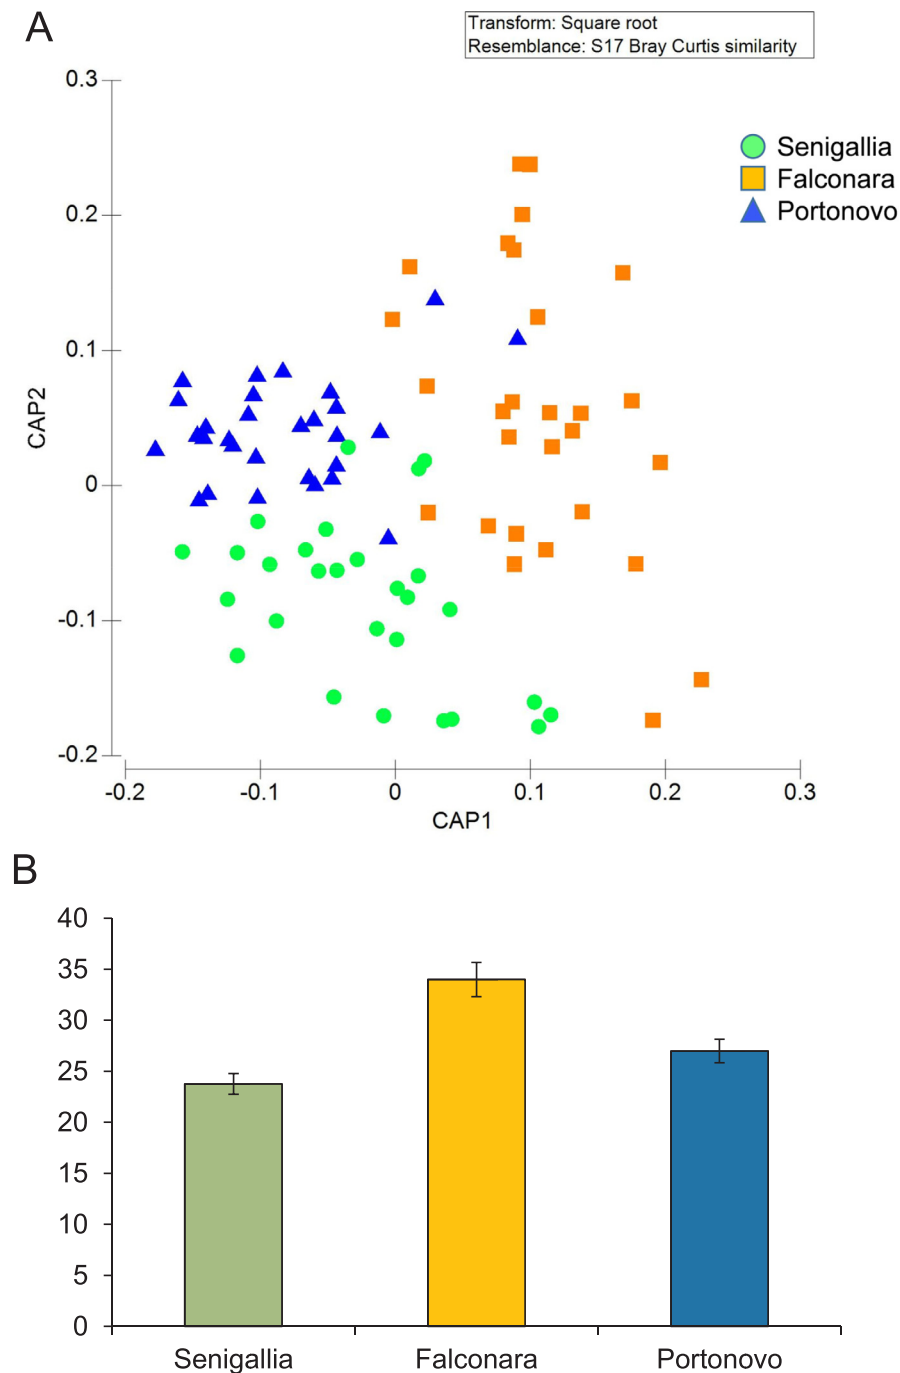 A
Transform: Square root
Resemblance: S17 Bray Curtis similarity
0.3
Senigallia
Falconara
Portonovo
0.2
0.1
CAP2
0
-0.1
-0.2
-0.2 -0.1 0 0.1 0.2 0.3
CAP1
B
40
35
30
25
20
15
10
5
0
Senigallia Falconara Portonovo